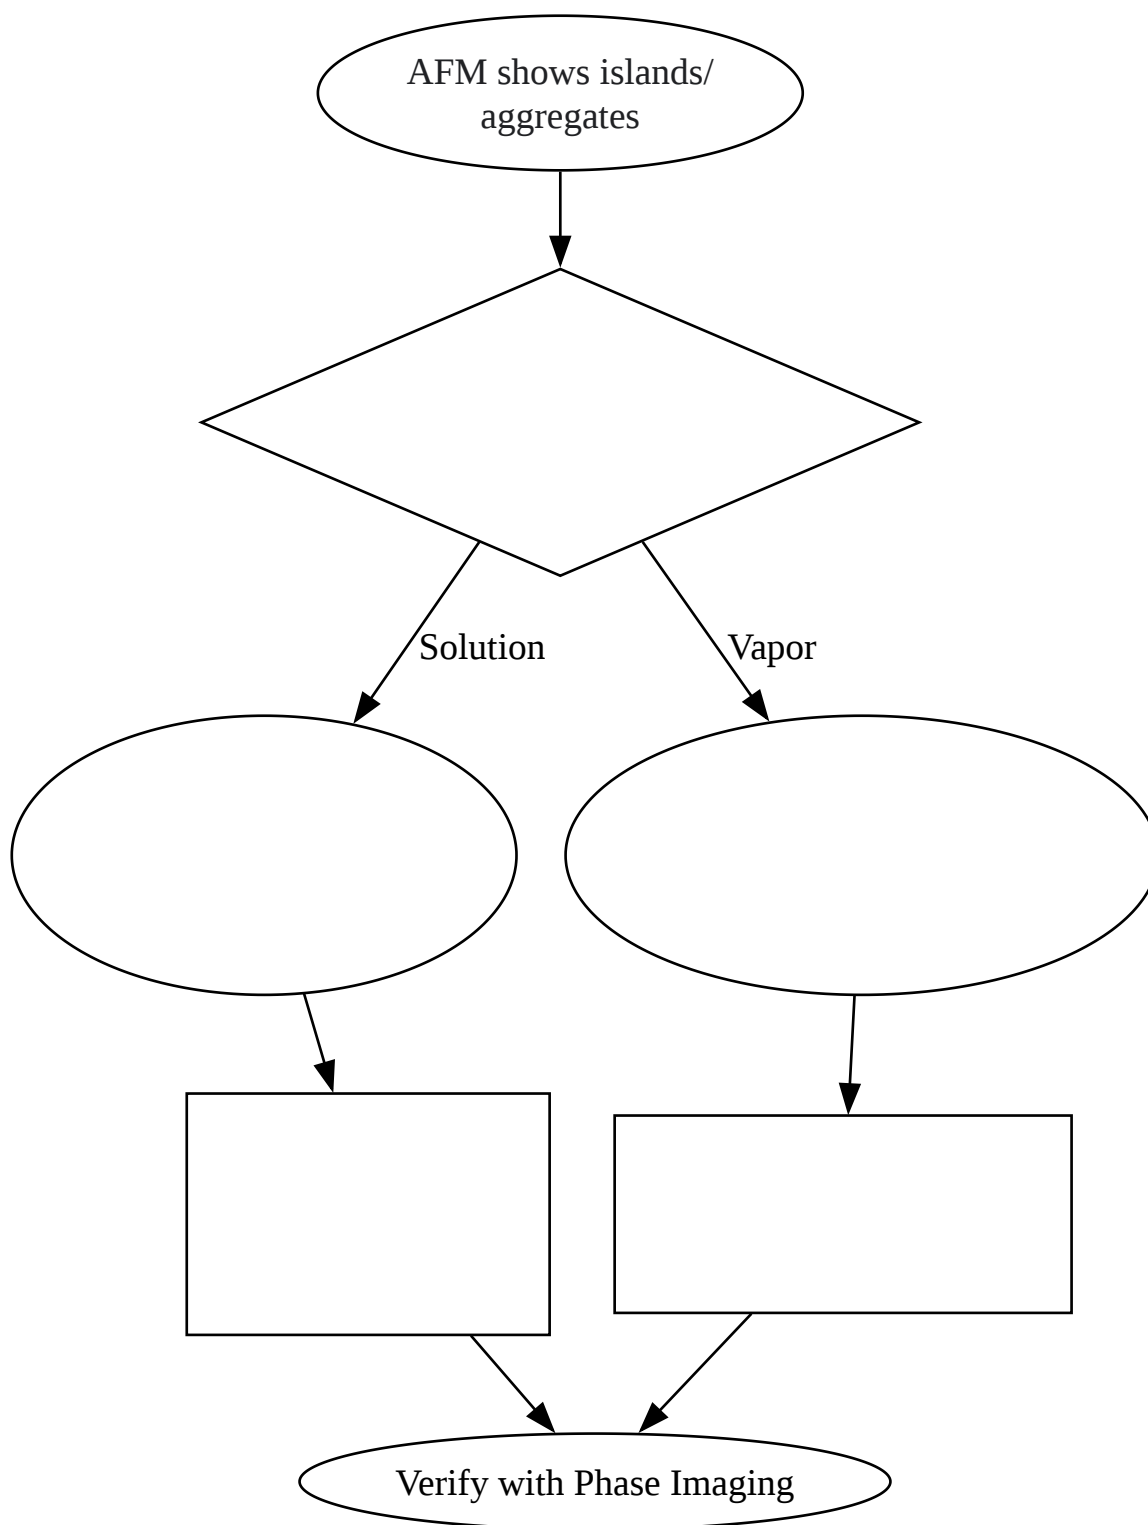 AFM shows islands/
aggregates
Solution
Vapor
Verify with Phase Imaging